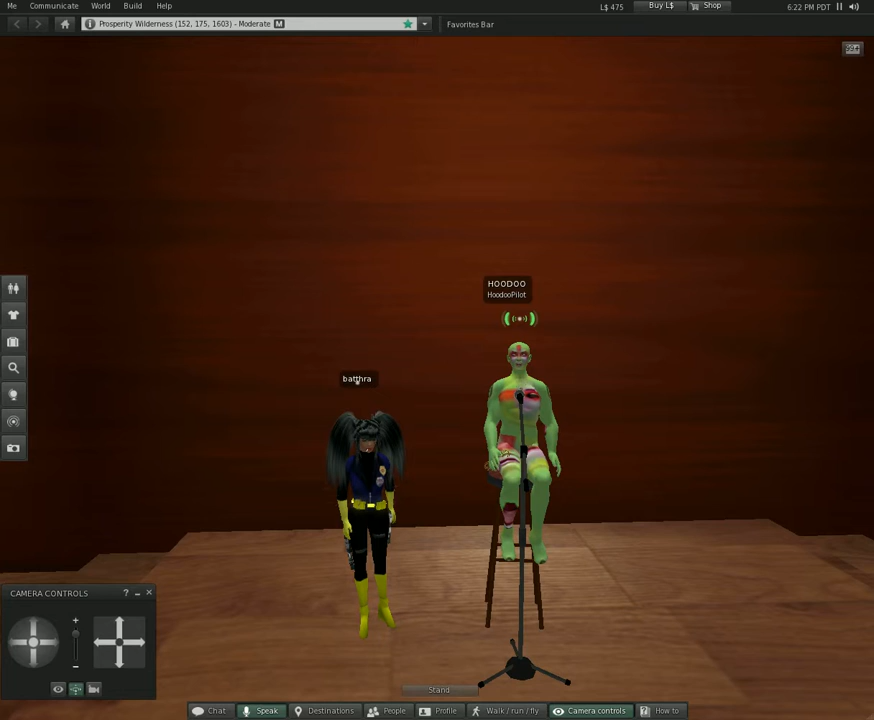 Me Communicate World Build Help L$ 475 Buy L$ Shop 6:22 PM PDT
Prosperity Wilderness (152, 175, 1603) - Moderate M Favorites Bar
HOODOO
HoodooPilot
batthra
CAMERA CONTROLS ?
+
−
Stand
Chat Speak Destinations People Profile Walk / run / fly Camera controls How to